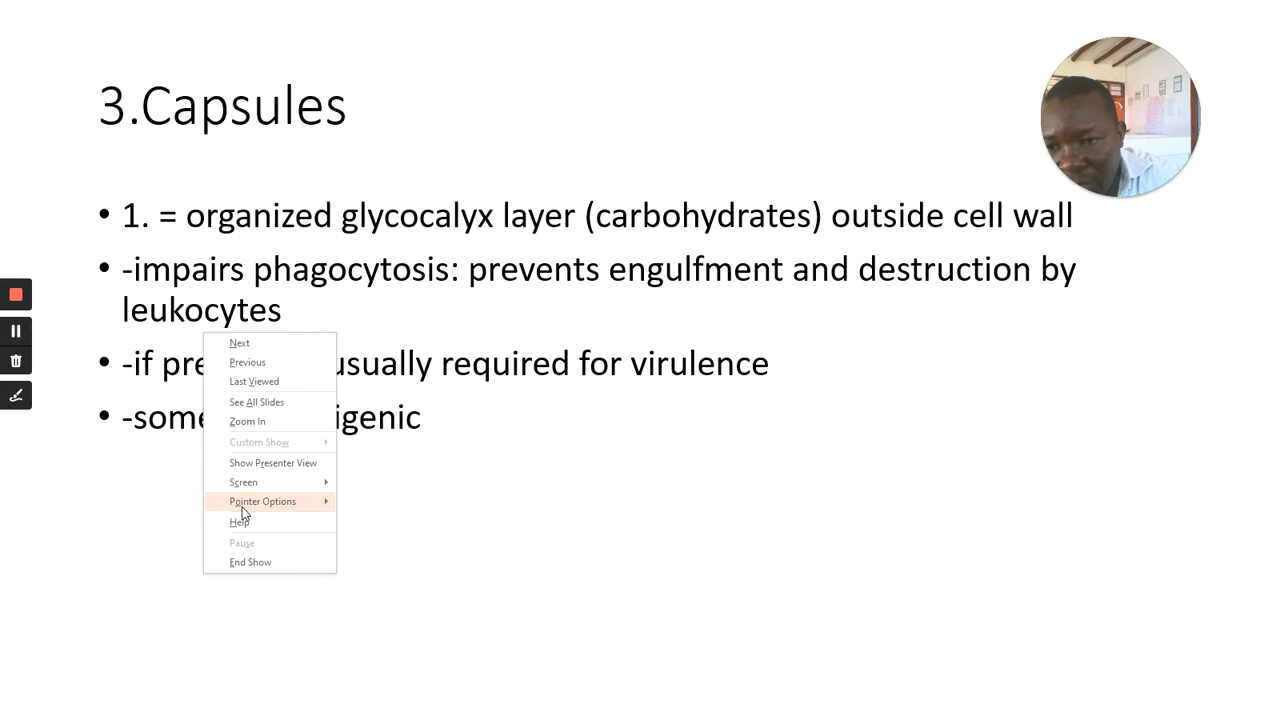 3.Capsules
• 1. = organized glycocalyx layer (carbohydrates) outside cell wall
• -impairs phagocytosis: prevents engulfment and destruction by
leukocytes
• -if pre usually required for virulence
• -some igenic
Next
Previous
Last Viewed
See All Slides
Zoom In
Custom Show
Show Presenter View
Screen
Pointer Options
Help
Pause
End Show